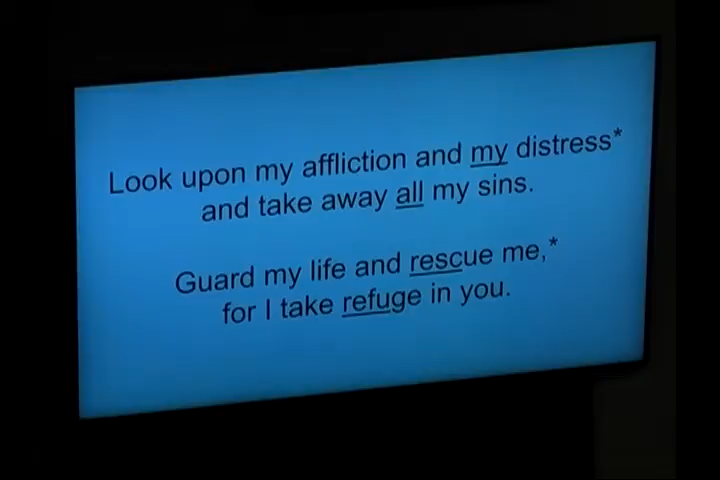 Look upon my affliction and my distress*
and take away all my sins.
Guard my life and rescue me,*
for I take refuge in you.